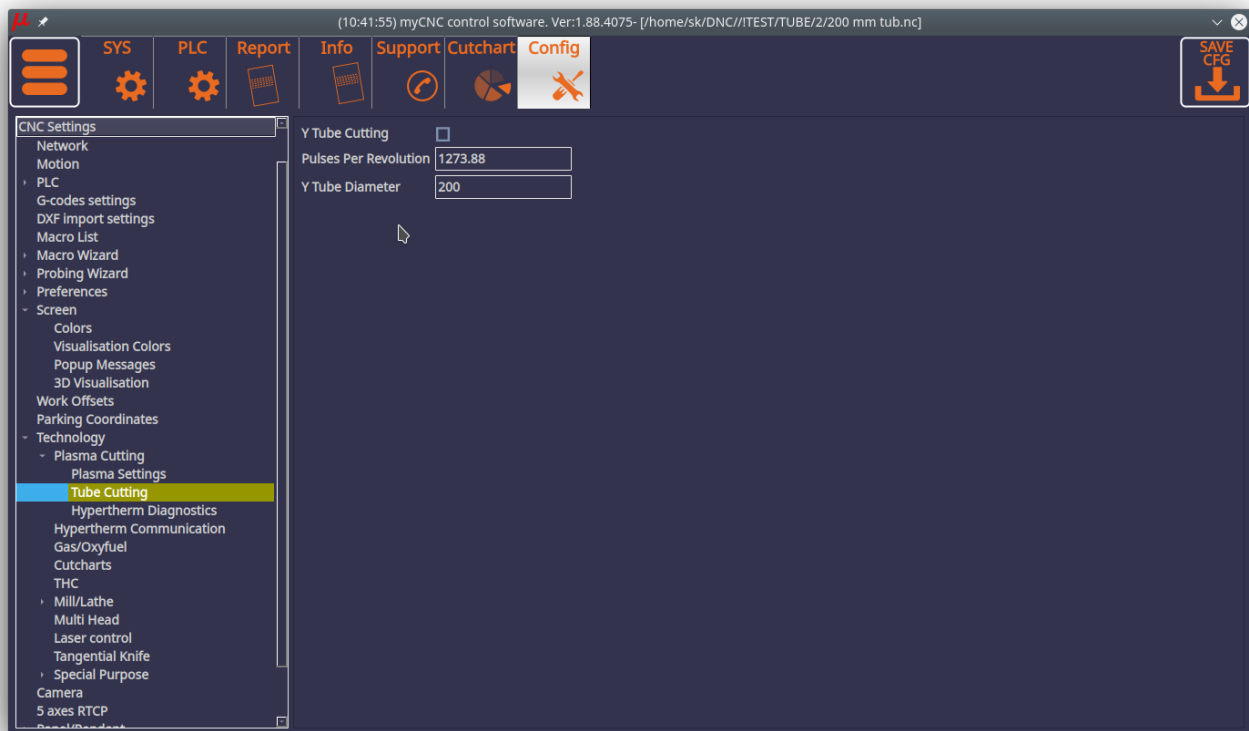 µ
(10:41:55) myCNC control software. Ver:1.88.4075- [/home/sk/DNC//!TEST/TUBE/2/200 mm tub.nc]
SYS
PLC
Report
Info
Support
Cutchart
Config
SAVE
CFG
CNC Settings
Network
Motion
PLC
G-codes settings
DXF import settings
Macro List
Macro Wizard
Probing Wizard
Preferences
Screen
Colors
Visualisation Colors
Popup Messages
3D Visualisation
Work Offsets
Parking Coordinates
Technology
Plasma Cutting
Plasma Settings
Tube Cutting
Hypertherm Diagnostics
Hypertherm Communication
Gas/Oxyfuel
Cutcharts
THC
Mill/Lathe
Multi Head
Laser control
Tangential Knife
Special Purpose
Camera
5 axes RTCP
Panel/Pendant
Y Tube Cutting
Pulses Per Revolution 1273.88
Y Tube Diameter 200